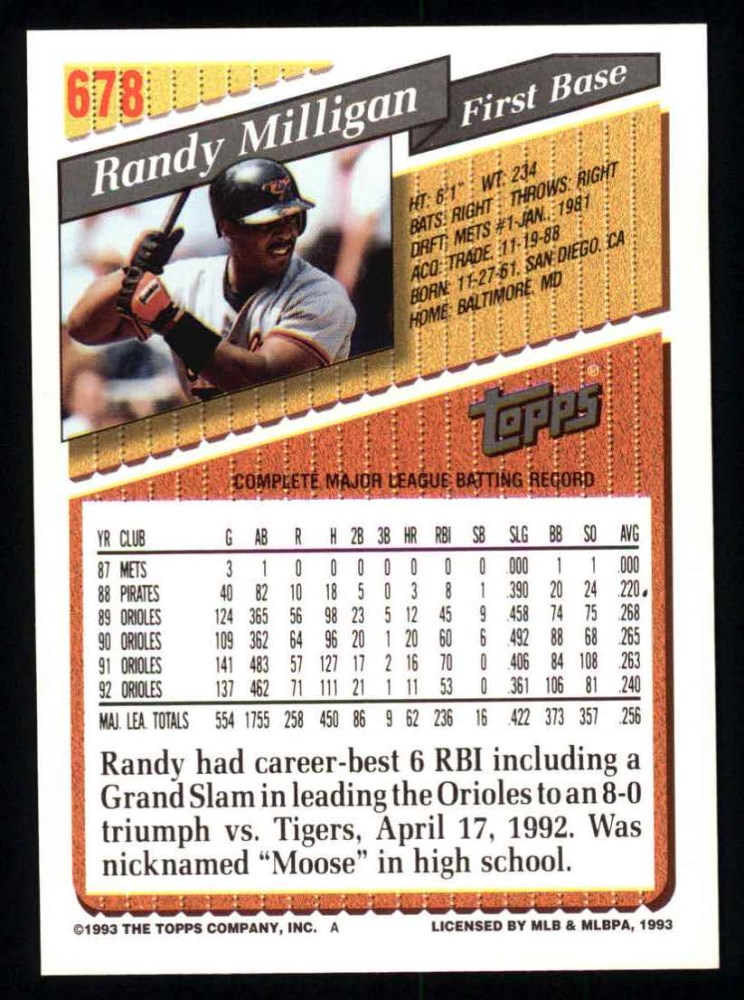 678
Randy Milligan
First Base
HT: 6'1" WT: 234
BATS: RIGHT THROWS: RIGHT
DRFT: METS #1-JAN., 1981
ACQ: TRADE, 11-19-88
BORN: 11-27-61, SAN DIEGO, CA
HOME: BALTIMORE, MD
topps®
COMPLETE MAJOR LEAGUE BATTING RECORD
YR CLUB G AB R H 2B 3B HR RBI SB SLG BB SO AVG
87 METS 3 1 0 0 0 0 0 0 0 .000 1 1 .000
88 PIRATES 40 82 10 18 5 0 3 8 1 .390 20 24 .220
89 ORIOLES 124 365 56 98 23 5 12 45 9 .458 74 75 .268
90 ORIOLES 109 362 64 96 20 1 20 60 6 .492 88 68 .265
91 ORIOLES 141 483 57 127 17 2 16 70 0 .406 84 108 .263
92 ORIOLES 137 462 71 111 21 1 11 53 0 .361 106 81 .240
MAJ. LEA. TOTALS 554 1755 258 450 86 9 62 236 16 .422 373 357 .256
Randy had career-best 6 RBI including a
Grand Slam in leading the Orioles to an 8-0
triumph vs. Tigers, April 17, 1992. Was
nicknamed “Moose” in high school.
©1993 THE TOPPS COMPANY, INC. A
LICENSED BY MLB & MLBPA, 1993